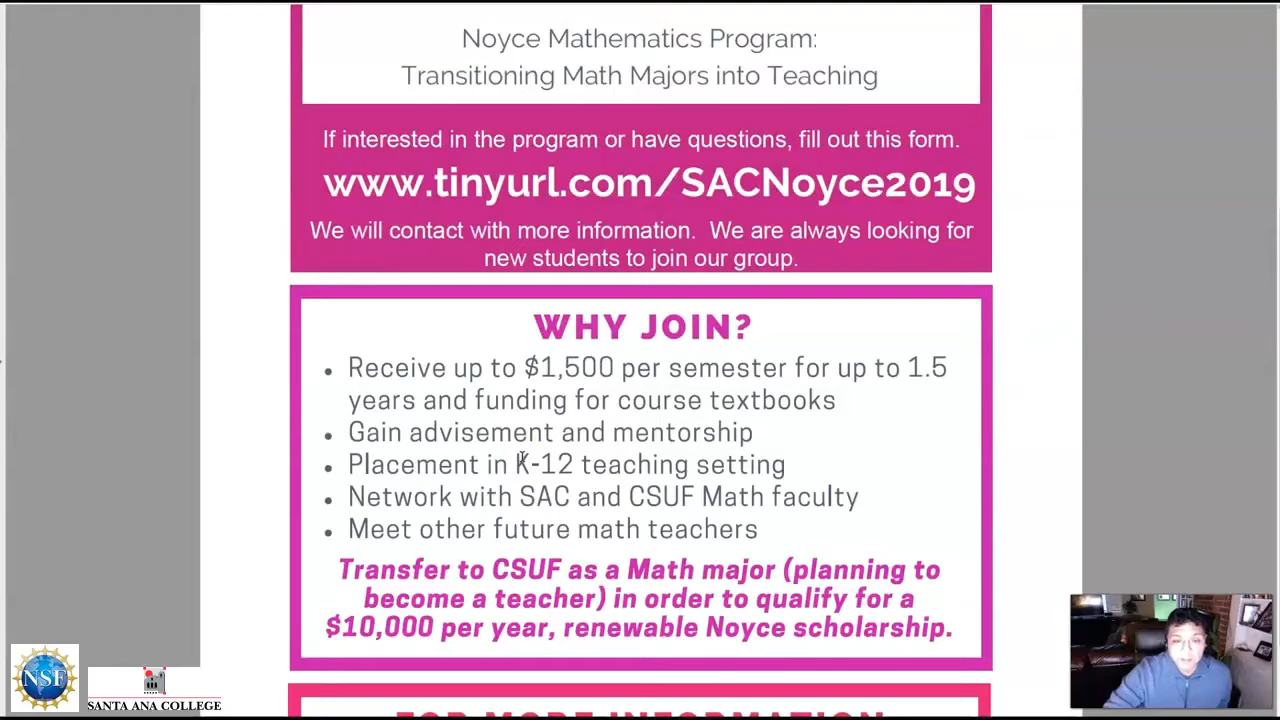 Noyce Mathematics Program:
Transitioning Math Majors into Teaching
If interested in the program or have questions, fill out this form.
www.tinyurl.com/SACNoyce2019
We will contact with more information.  We are always looking for
new students to join our group.
WHY JOIN?
• Receive up to $1,500 per semester for up to 1.5
years and funding for course textbooks
• Gain advisement and mentorship
• Placement in K-12 teaching setting
• Network with SAC and CSUF Math faculty
• Meet other future math teachers
Transfer to CSUF as a Math major (planning to
become a teacher) in order to qualify for a
$10,000 per year, renewable Noyce scholarship.
FOR MORE INFORMATION
NSF
SANTA ANA COLLEGE